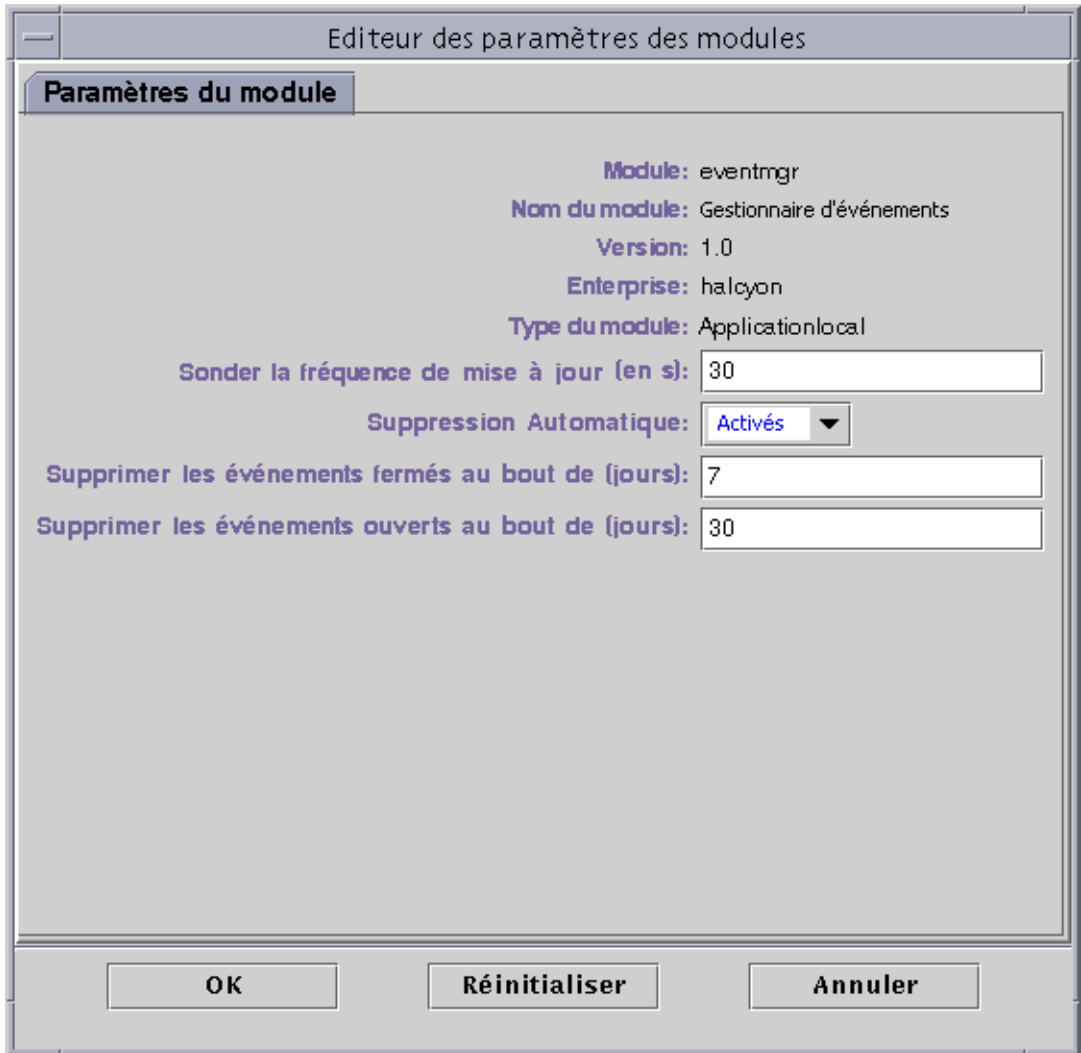 Editeur des paramètres des modules
Paramètres du module
Module: eventmgr
Nom du module: Gestionnaire d'événements
Version: 1.0
Enterprise: halcyon
Type du module: Applicationlocal
Sonder la fréquence de mise à jour (en s): 30
Suppression Automatique: Activés
Supprimer les événements fermés au bout de (jours): 7
Supprimer les événements ouverts au bout de (jours): 30
OK Réinitialiser Annuler